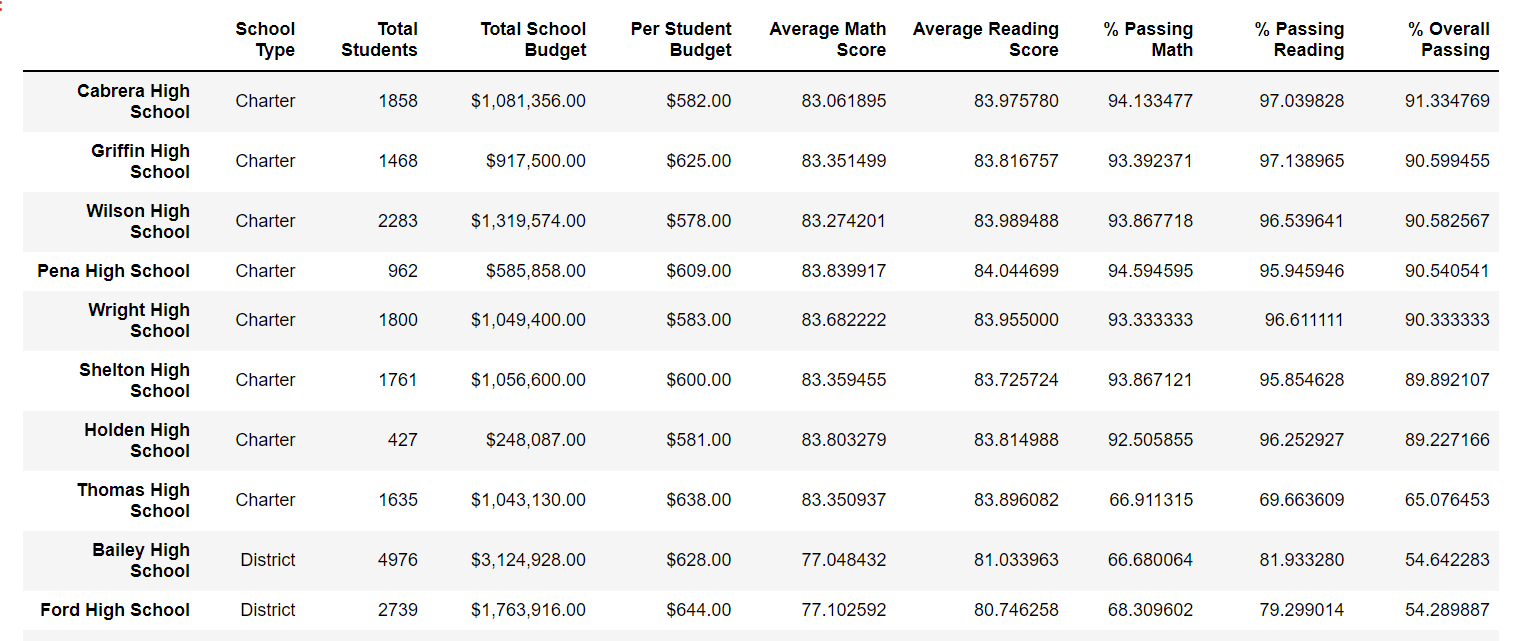 School Type Total Students Total School Budget Per Student Budget Average Math Score Average Reading Score % Passing Math % Passing Reading % Overall Passing
Cabrera High School Charter 1858 $1,081,356.00 $582.00 83.061895 83.975780 94.133477 97.039828 91.334769
Griffin High School Charter 1468 $917,500.00 $625.00 83.351499 83.816757 93.392371 97.138965 90.599455
Wilson High School Charter 2283 $1,319,574.00 $578.00 83.274201 83.989488 93.867718 96.539641 90.582567
Pena High School Charter 962 $585,858.00 $609.00 83.839917 84.044699 94.594595 95.945946 90.540541
Wright High School Charter 1800 $1,049,400.00 $583.00 83.682222 83.955000 93.333333 96.611111 90.333333
Shelton High School Charter 1761 $1,056,600.00 $600.00 83.359455 83.725724 93.867121 95.854628 89.892107
Holden High School Charter 427 $248,087.00 $581.00 83.803279 83.814988 92.505855 96.252927 89.227166
Thomas High School Charter 1635 $1,043,130.00 $638.00 83.350937 83.896082 66.911315 69.663609 65.076453
Bailey High School District 4976 $3,124,928.00 $628.00 77.048432 81.033963 66.680064 81.933280 54.642283
Ford High School District 2739 $1,763,916.00 $644.00 77.102592 80.746258 68.309602 79.299014 54.289887